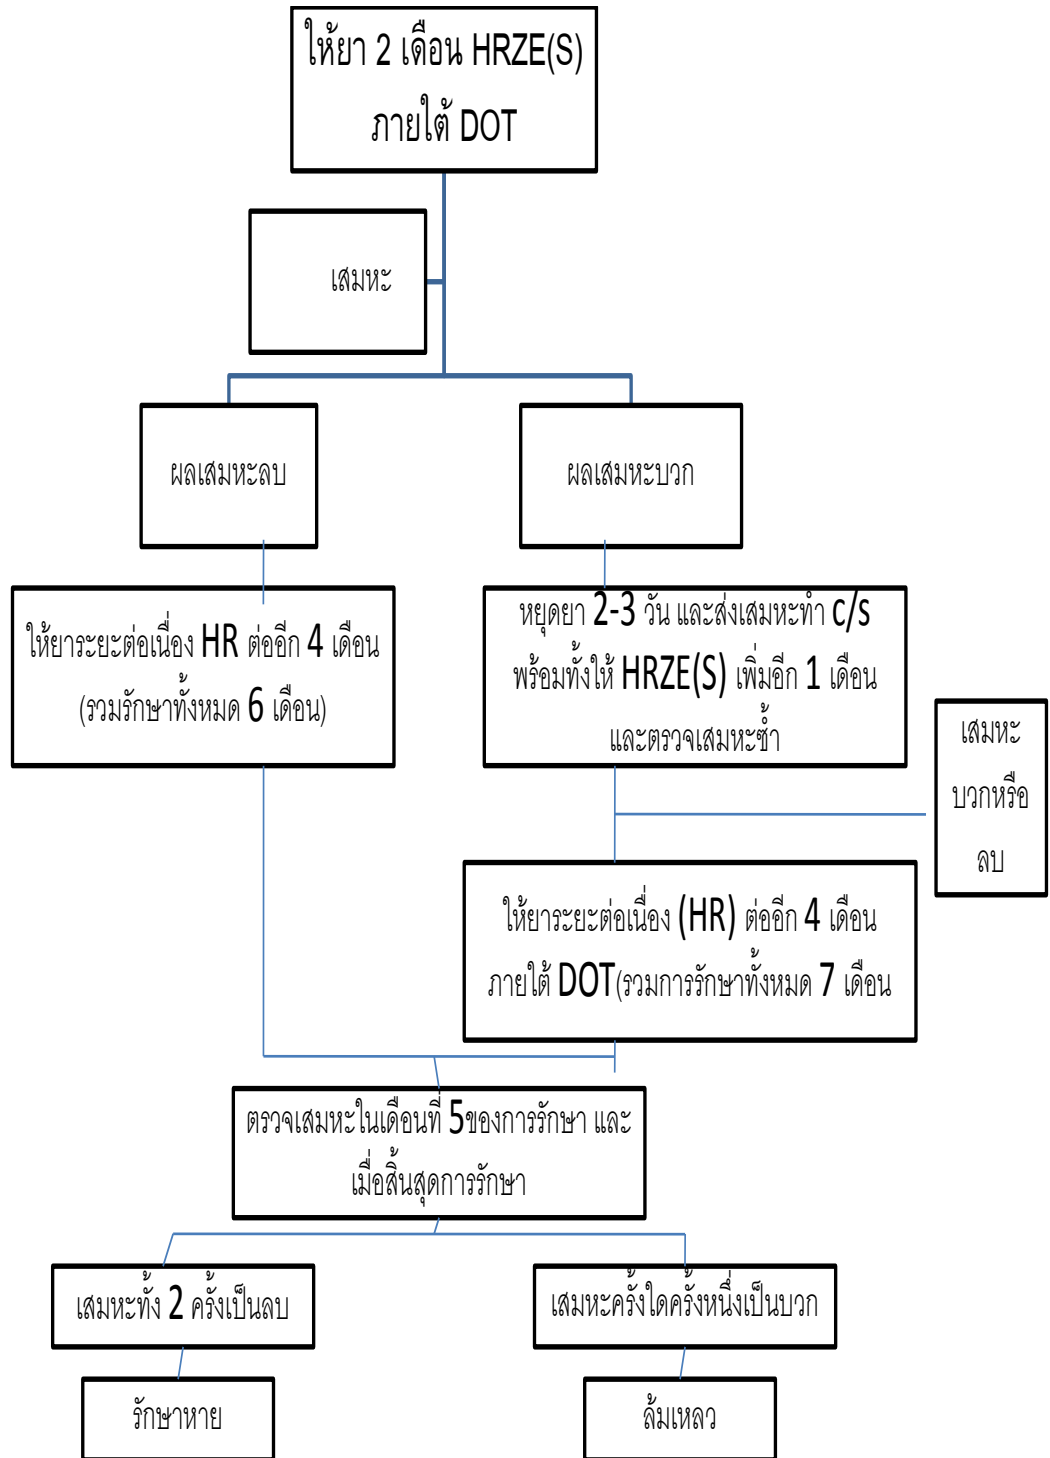 ให้ยา 2 เดือน HRZE(S)
ภายใต้ DOT
เสมหะ
ผลเสมหะลบ
ผลเสมหะบวก
ให้ยาระยะต่อเนื่อง HR ต่ออีก 4 เดือน
(รวมรักษาทั้งหมด 6 เดือน)
หยุดยา 2-3 วัน และส่งเสมหะทำ c/s
พร้อมทั้งให้ HRZE(S) เพิ่มอีก 1 เดือน
และตรวจเสมหะซ้ำ
เสมหะ
บวกหรือ
ลบ
ให้ยาระยะต่อเนื่อง (HR) ต่ออีก 4 เดือน
ภายใต้ DOT(รวมการรักษาทั้งหมด 7 เดือน
ตรวจเสมหะในเดือนที่ 5ของการรักษา และ
เมื่อสิ้นสุดการรักษา
เสมหะทั้ง 2 ครั้งเป็นลบ
เสมหะครั้งใดครั้งหนึ่งเป็นบวก
รักษาหาย
ล้มเหลว